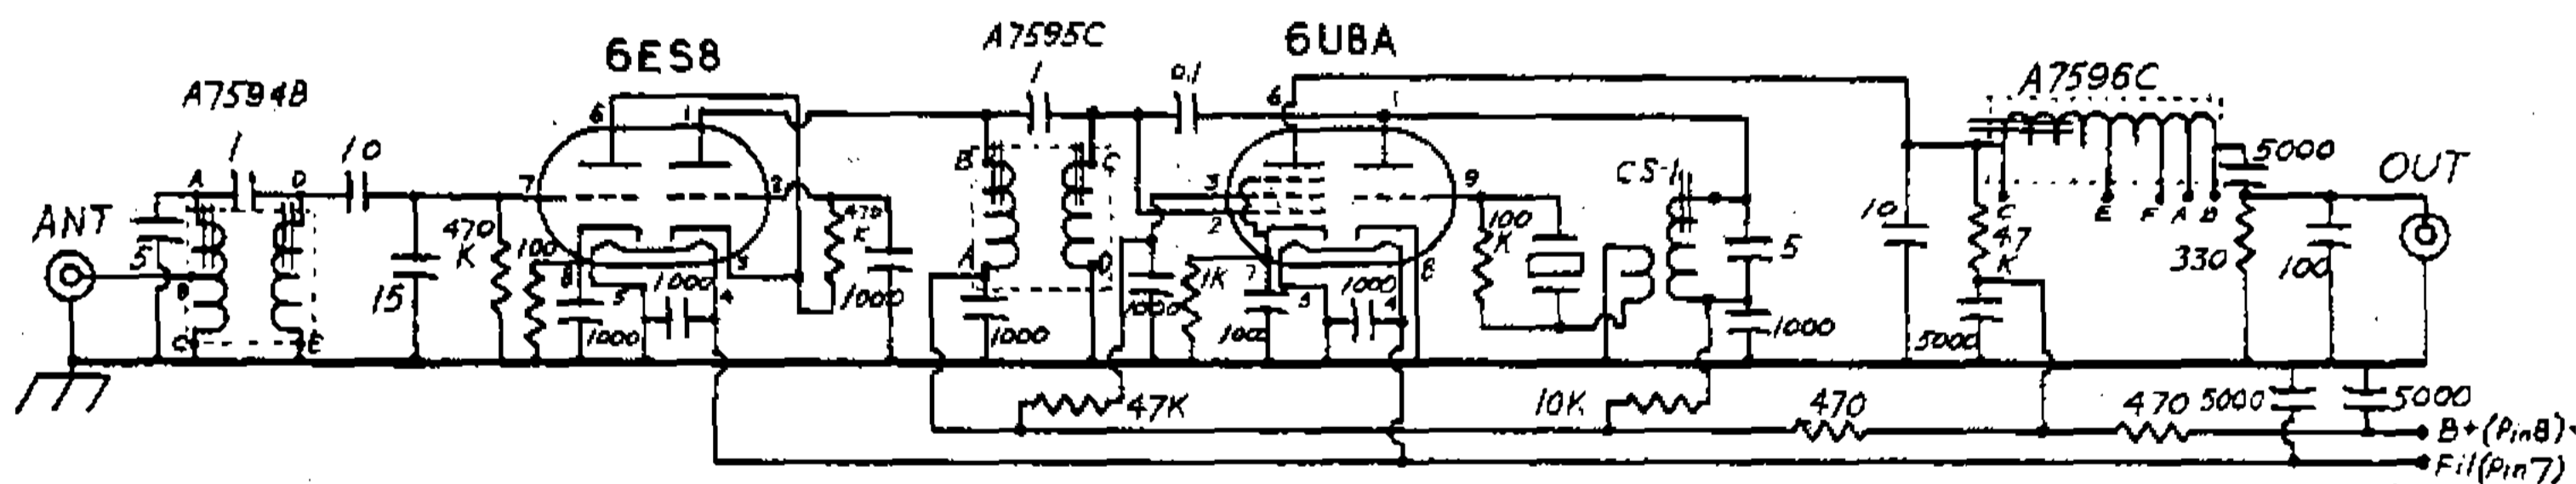 6ES8
A7595C
6U8A
A7594B
A7596C
1
10
1
0.1
5000
OUT
ANT
5
A
D
B
C
E
15
470 K
100
7
6
1
2
3
8
5
4
1000
1000
470 K
1000
B
C
A
D
1000
1000
1K
6
1
3
2
7
9
8
5
4
1000
1000
100 K
CS-1
5
1000
10
47 K
5000
C
E
F
A
B
330
100
47K
10K
470
470
5000
5000
B+(Pin8)
Fil(Pin7)